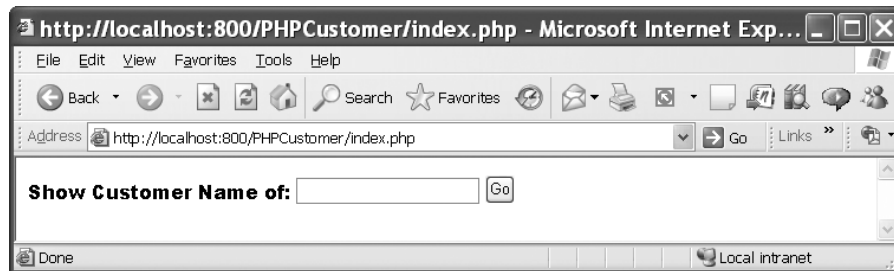 http://localhost:800/PHPCustomer/index.php - Microsoft Internet Exp...
File Edit View Favorites Tools Help
Back Search Favorites
Address http://localhost:800/PHPCustomer/index.php Go Links »
Show Customer Name of: Go
Done Local intranet